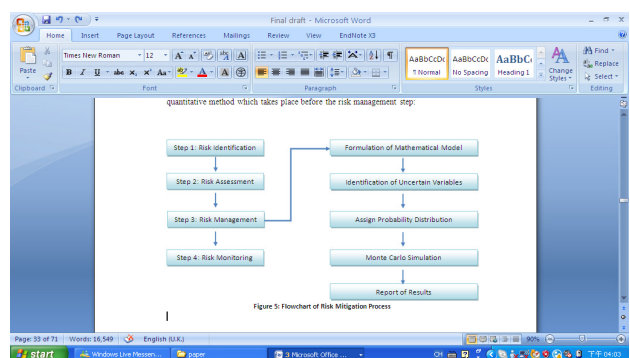 Final draft - Microsoft Word
Home Insert Page Layout References Mailings Review View EndNote X3
Paste
Times New Roman 12
B I U abc x₂ x² Aa
AaBbCcDc AaBbCcDc AaBbC
¶ Normal No Spacing Heading 1
Change Styles
Find
Replace
Select
Clipboard Font Paragraph Styles Editing
quantitative method which takes place before the risk management step:
Step 1: Risk Identification
Step 2: Risk Assessment
Step 3: Risk Management
Step 4: Risk Monitoring
Formulation of Mathematical Model
Identification of Uncertain Variables
Assign Probability Distribution
Monte Carlo Simulation
Report of Results
Figure 5: Flowchart of Risk Mitigation Process
Page: 33 of 71 Words: 16,549 English (U.K.) 90%
start Windows Live Messen... paper 3 Microsoft Office ... CH 下午 04:03